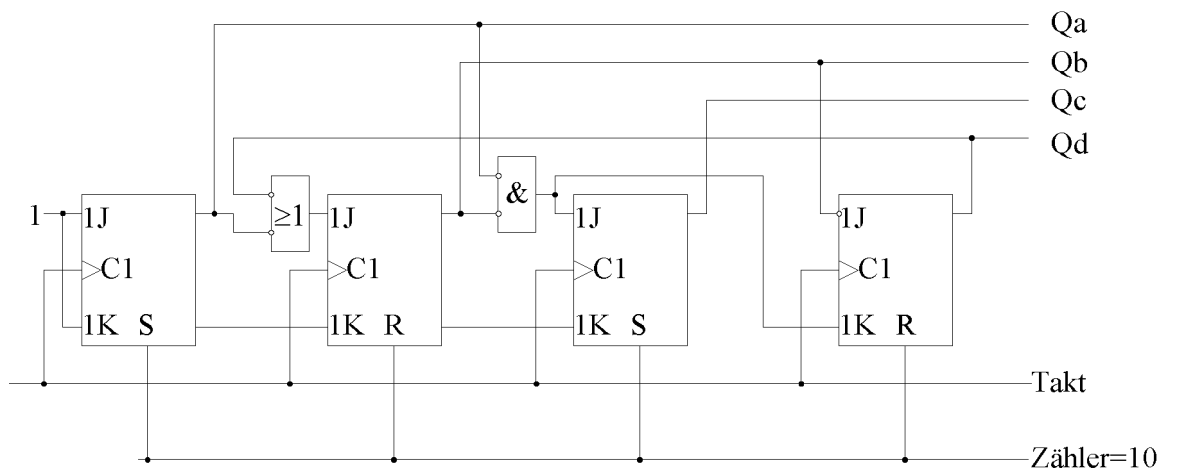 Qa
Qb
Qc
Qd
1
1J
C1
1K S
≥1
1J
C1
1K R
&
1J
C1
1K S
1J
C1
1K R
Takt
Zähler=10